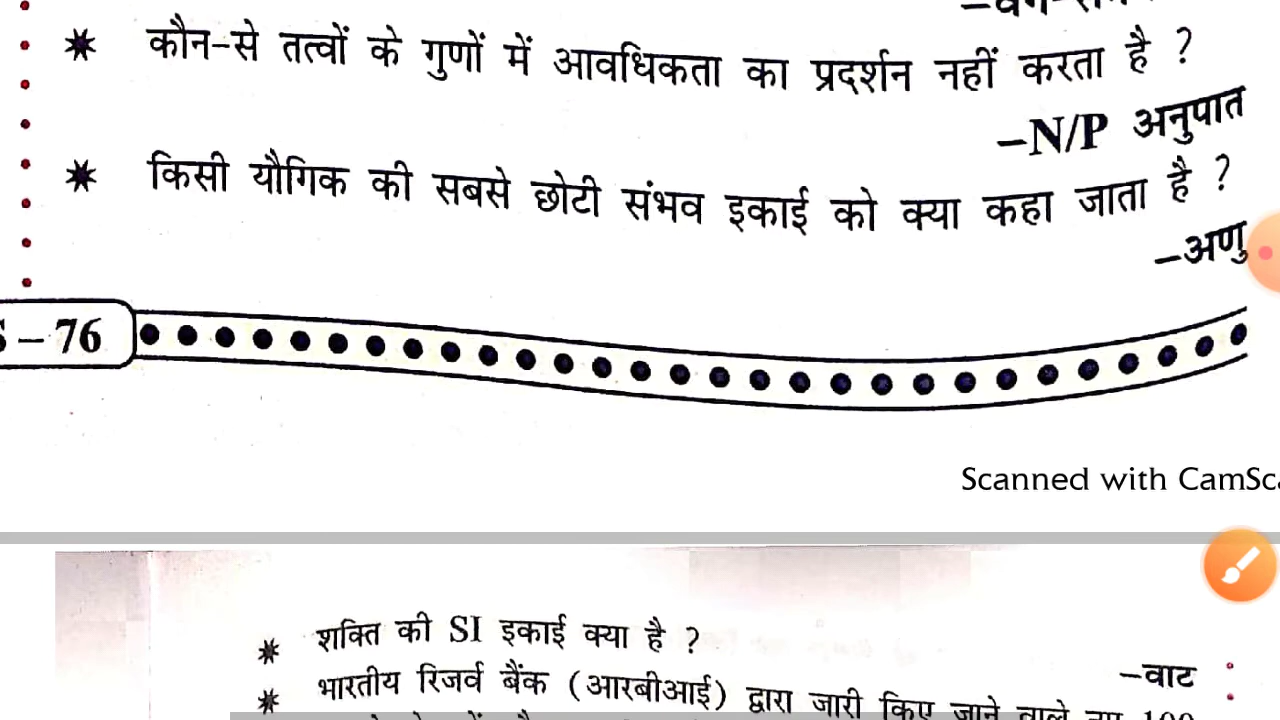 * कौन-से तत्वों के गुणों में आवधिकता का प्रदर्शन नहीं करता है ?
–N/P अनुपात
* किसी यौगिक की सबसे छोटी संभव इकाई को क्या कहा जाता है ?
–अणु
– 76
Scanned with CamSc
* शक्ति की SI इकाई क्या है ?
–वाट
* भारतीय रिजर्व बैंक (आरबीआई) द्वारा जारी किए जाने वाले 100